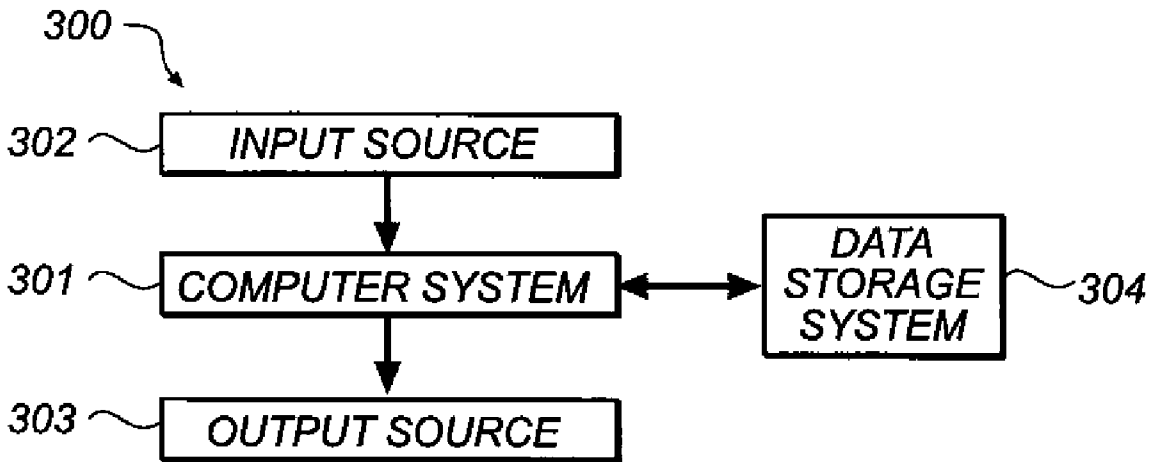 300
302
INPUT SOURCE
301
COMPUTER SYSTEM
DATA
STORAGE
SYSTEM
304
303
OUTPUT SOURCE